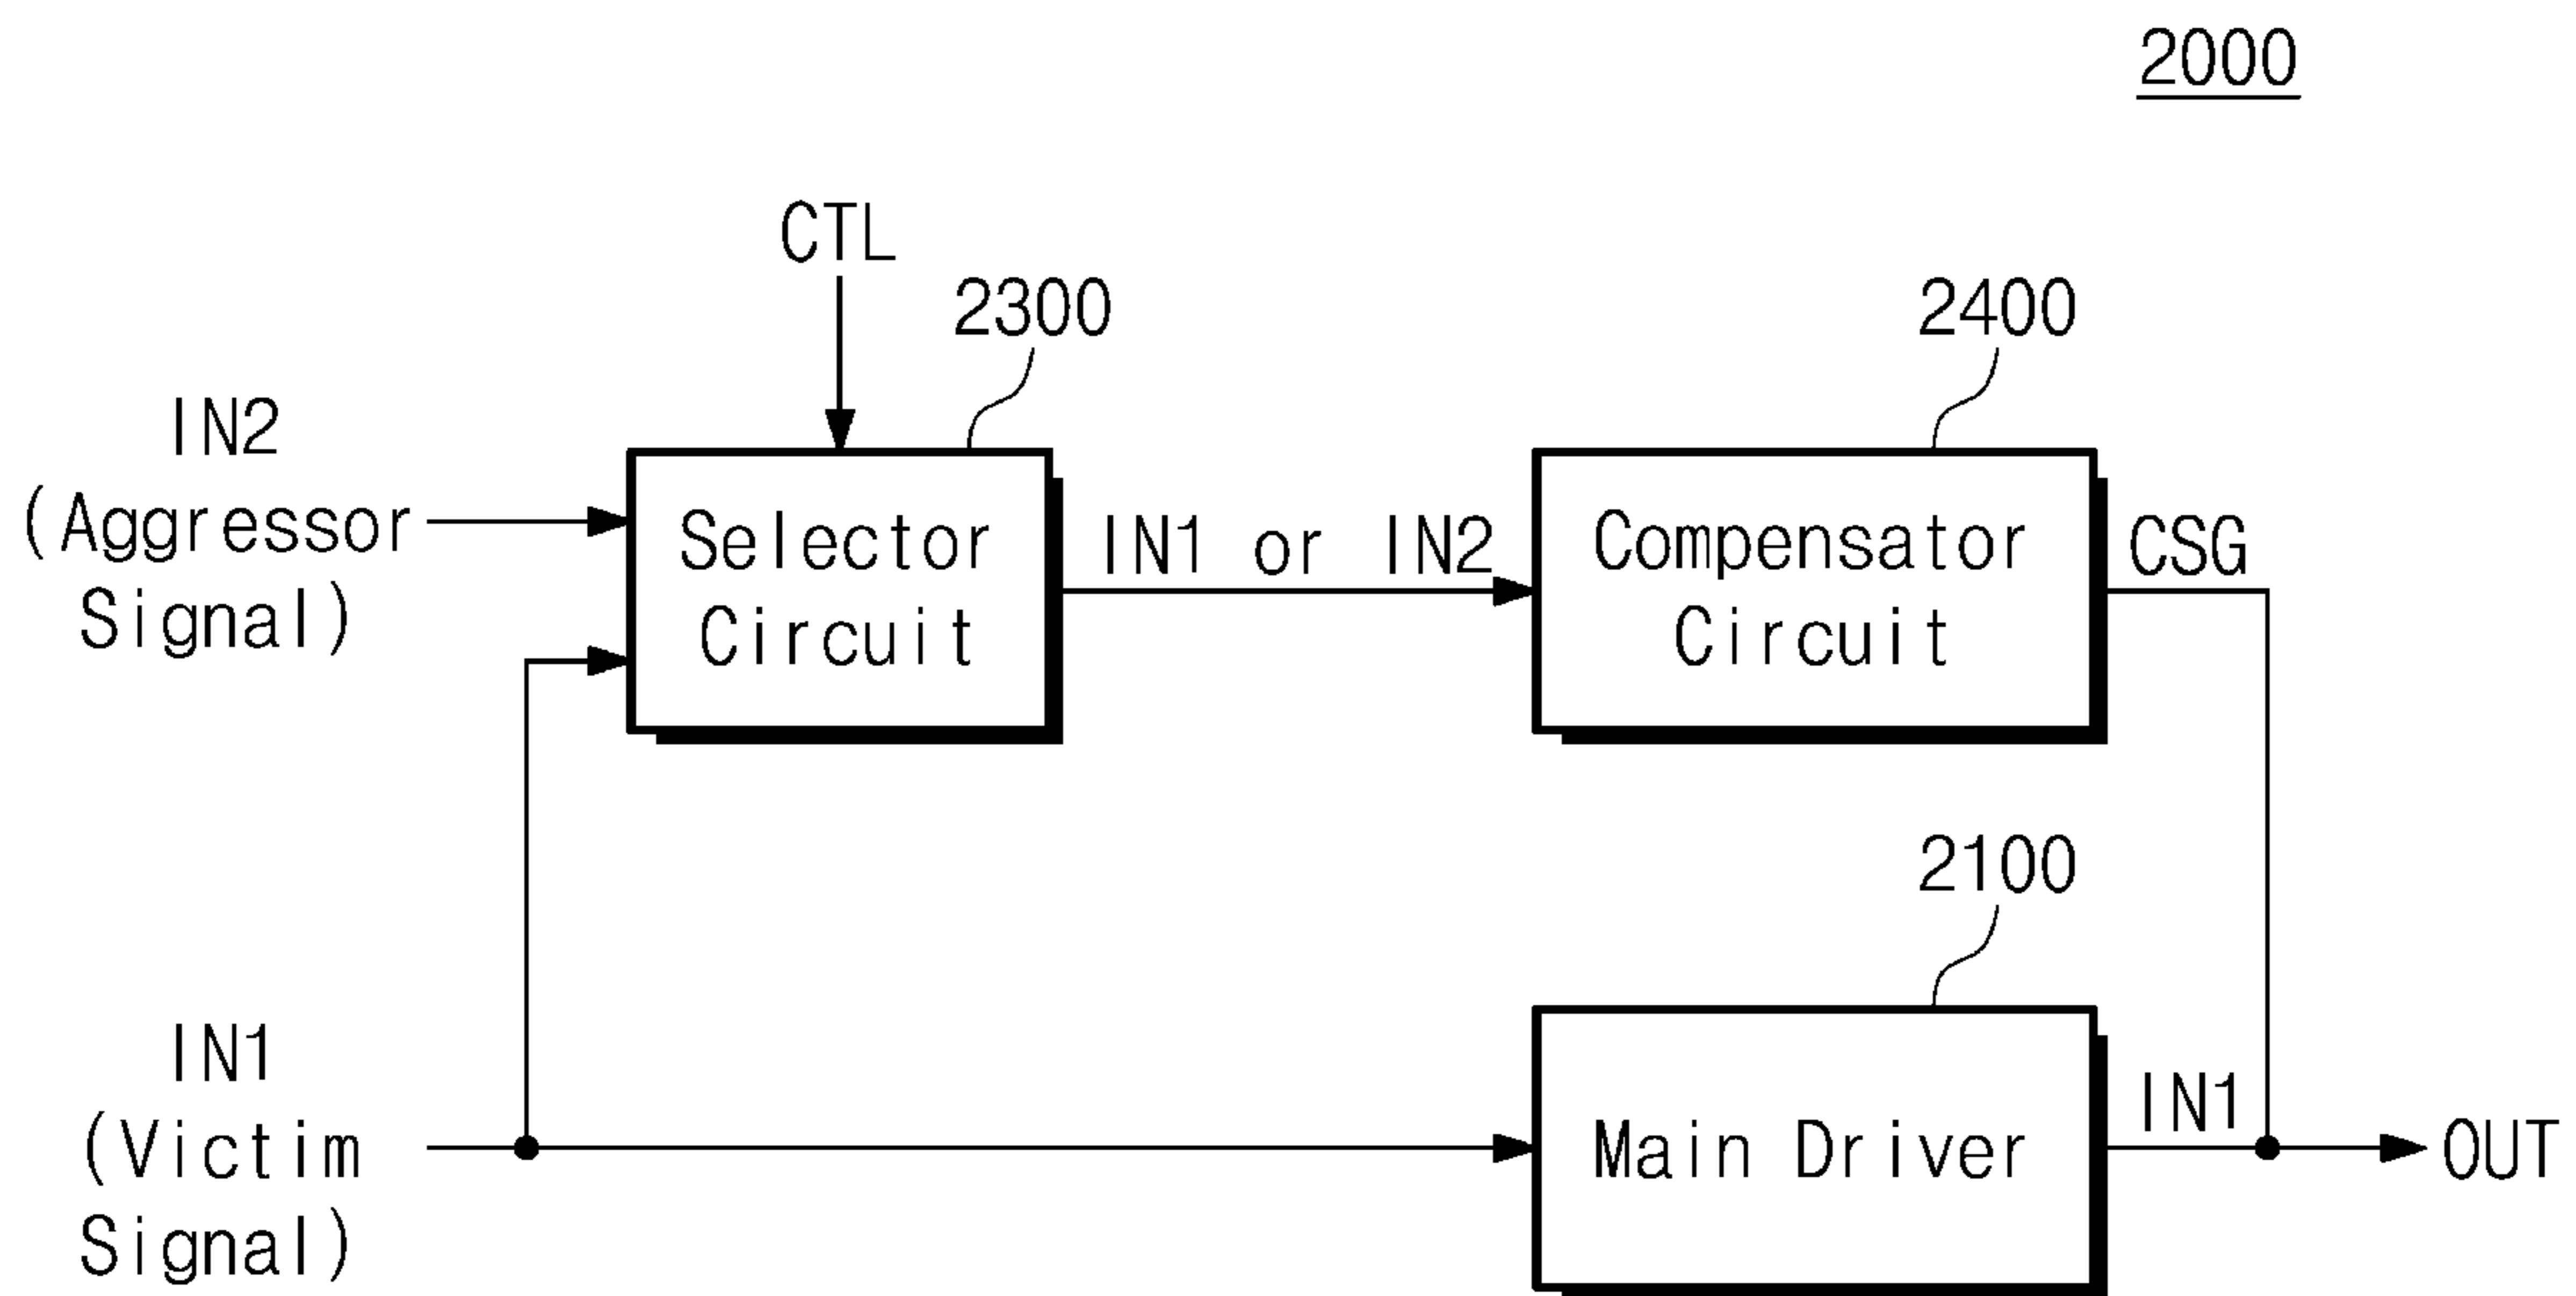 2000
CTL
2300
2400
IN2
(Aggressor
Signal)
Selector
Circuit
IN1 or IN2
Compensator
Circuit
CSG
2100
IN1
(Victim
Signal)
Main Driver
IN1
OUT